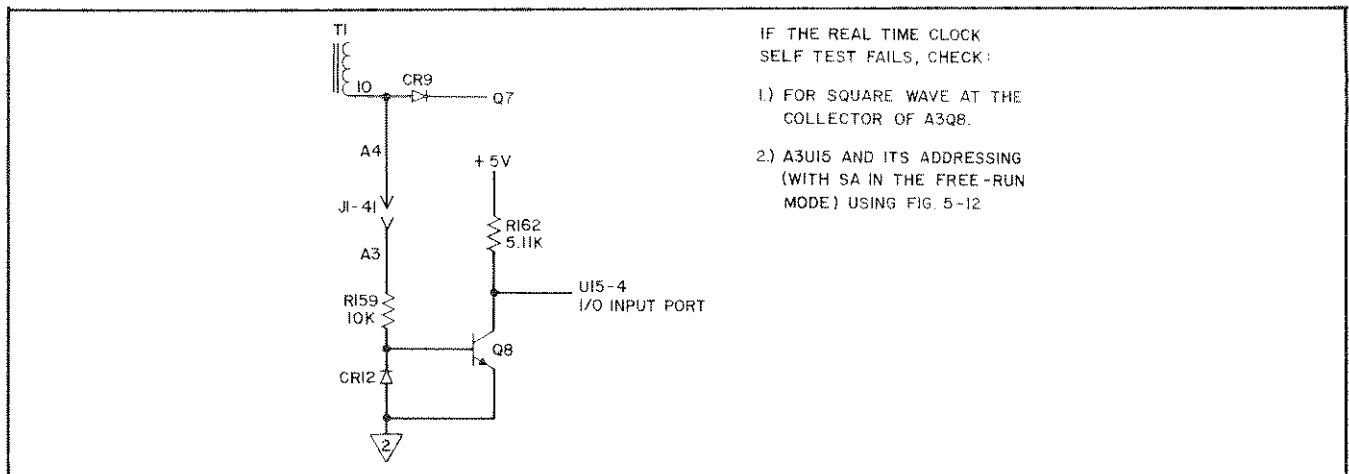 T1
10
CR9
Q7
A4
+5V
J1-41
R162
5.11K
A3
U15-4
I/O INPUT PORT
R159
10K
Q8
CR12
2
IF THE REAL TIME CLOCK
SELF TEST FAILS, CHECK:
1.) FOR SQUARE WAVE AT THE
COLLECTOR OF A3Q8.
2.) A3U15 AND ITS ADDRESSING
(WITH SA IN THE FREE-RUN
MODE) USING FIG. 5-12